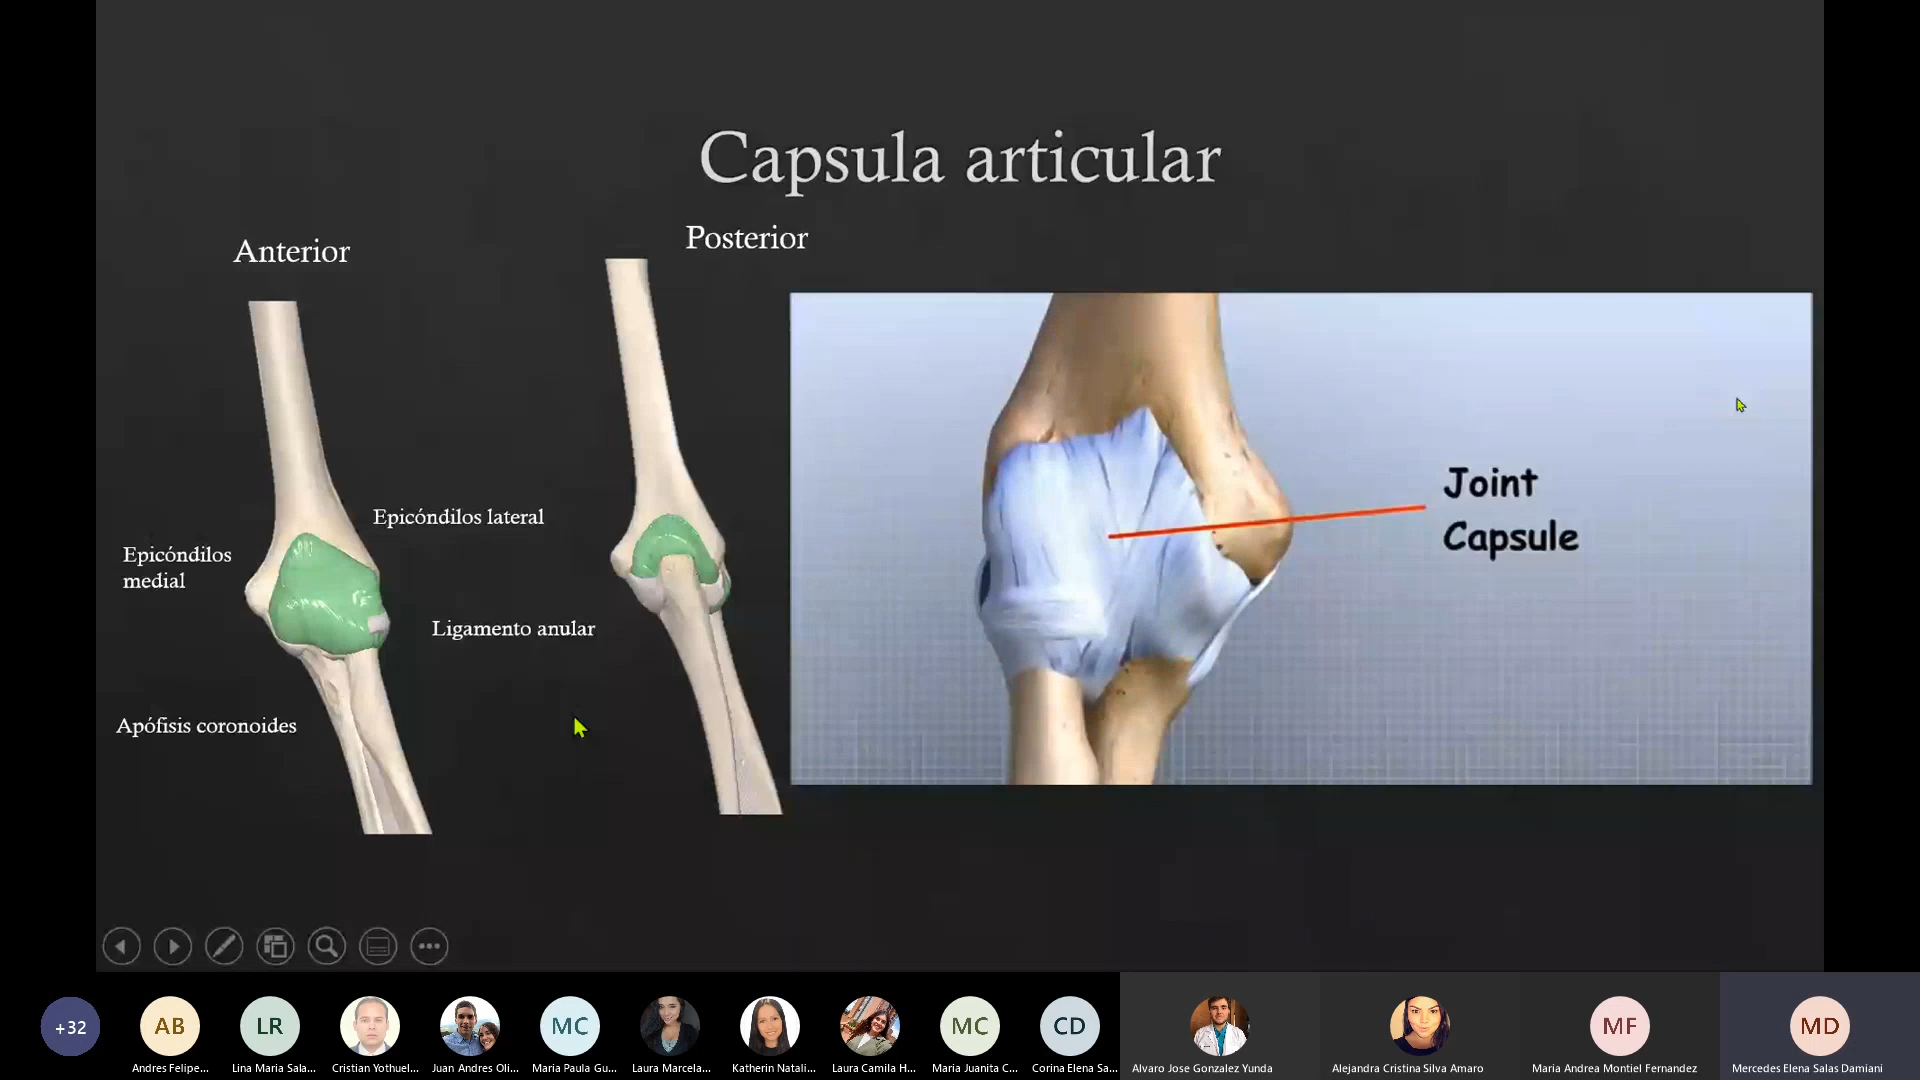 Capsula articular
Anterior
Posterior
Epicóndilos lateral
Epicóndilos
medial
Ligamento anular
Apófisis coronoides
Joint
Capsule
+32
AB
LR
MC
MC
CD
MF
MD
Andres Felipe...
Lina Maria Sala...
Cristian Yothuel...
Juan Andres Oli...
Maria Paula Gu...
Laura Marcela...
Katherin Natali...
Laura Camila H...
Maria Juanita C...
Corina Elena Sa...
Alvaro Jose Gonzalez Yunda
Alejandra Cristina Silva Amaro
Maria Andrea Montiel Fernandez
Mercedes Elena Salas Damiani